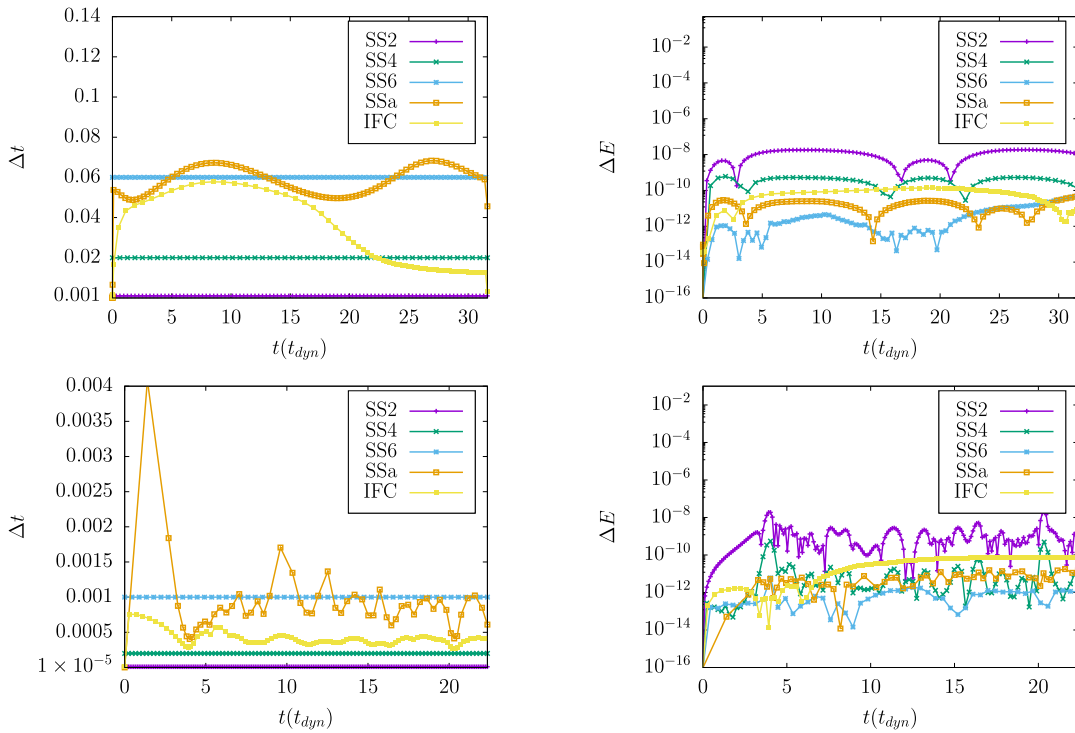 0.14
0.12
0.1
0.08
0.06
0.04
0.02
0.001
Δt
0
5
10
15
20
25
30
t(t_dyn)
SS2
SS4
SS6
SSa
IFC
10^−2
10^−4
10^−6
10^−8
10^−10
10^−12
10^−14
10^−16
ΔE
0
5
10
15
20
25
30
t(t_dyn)
SS2
SS4
SS6
SSa
IFC
0.004
0.0035
0.003
0.0025
0.002
0.0015
0.001
0.0005
1 × 10^−5
Δt
0
5
10
15
20
t(t_dyn)
SS2
SS4
SS6
SSa
IFC
10^−2
10^−4
10^−6
10^−8
10^−10
10^−12
10^−14
10^−16
ΔE
0
5
10
15
20
t(t_dyn)
SS2
SS4
SS6
SSa
IFC